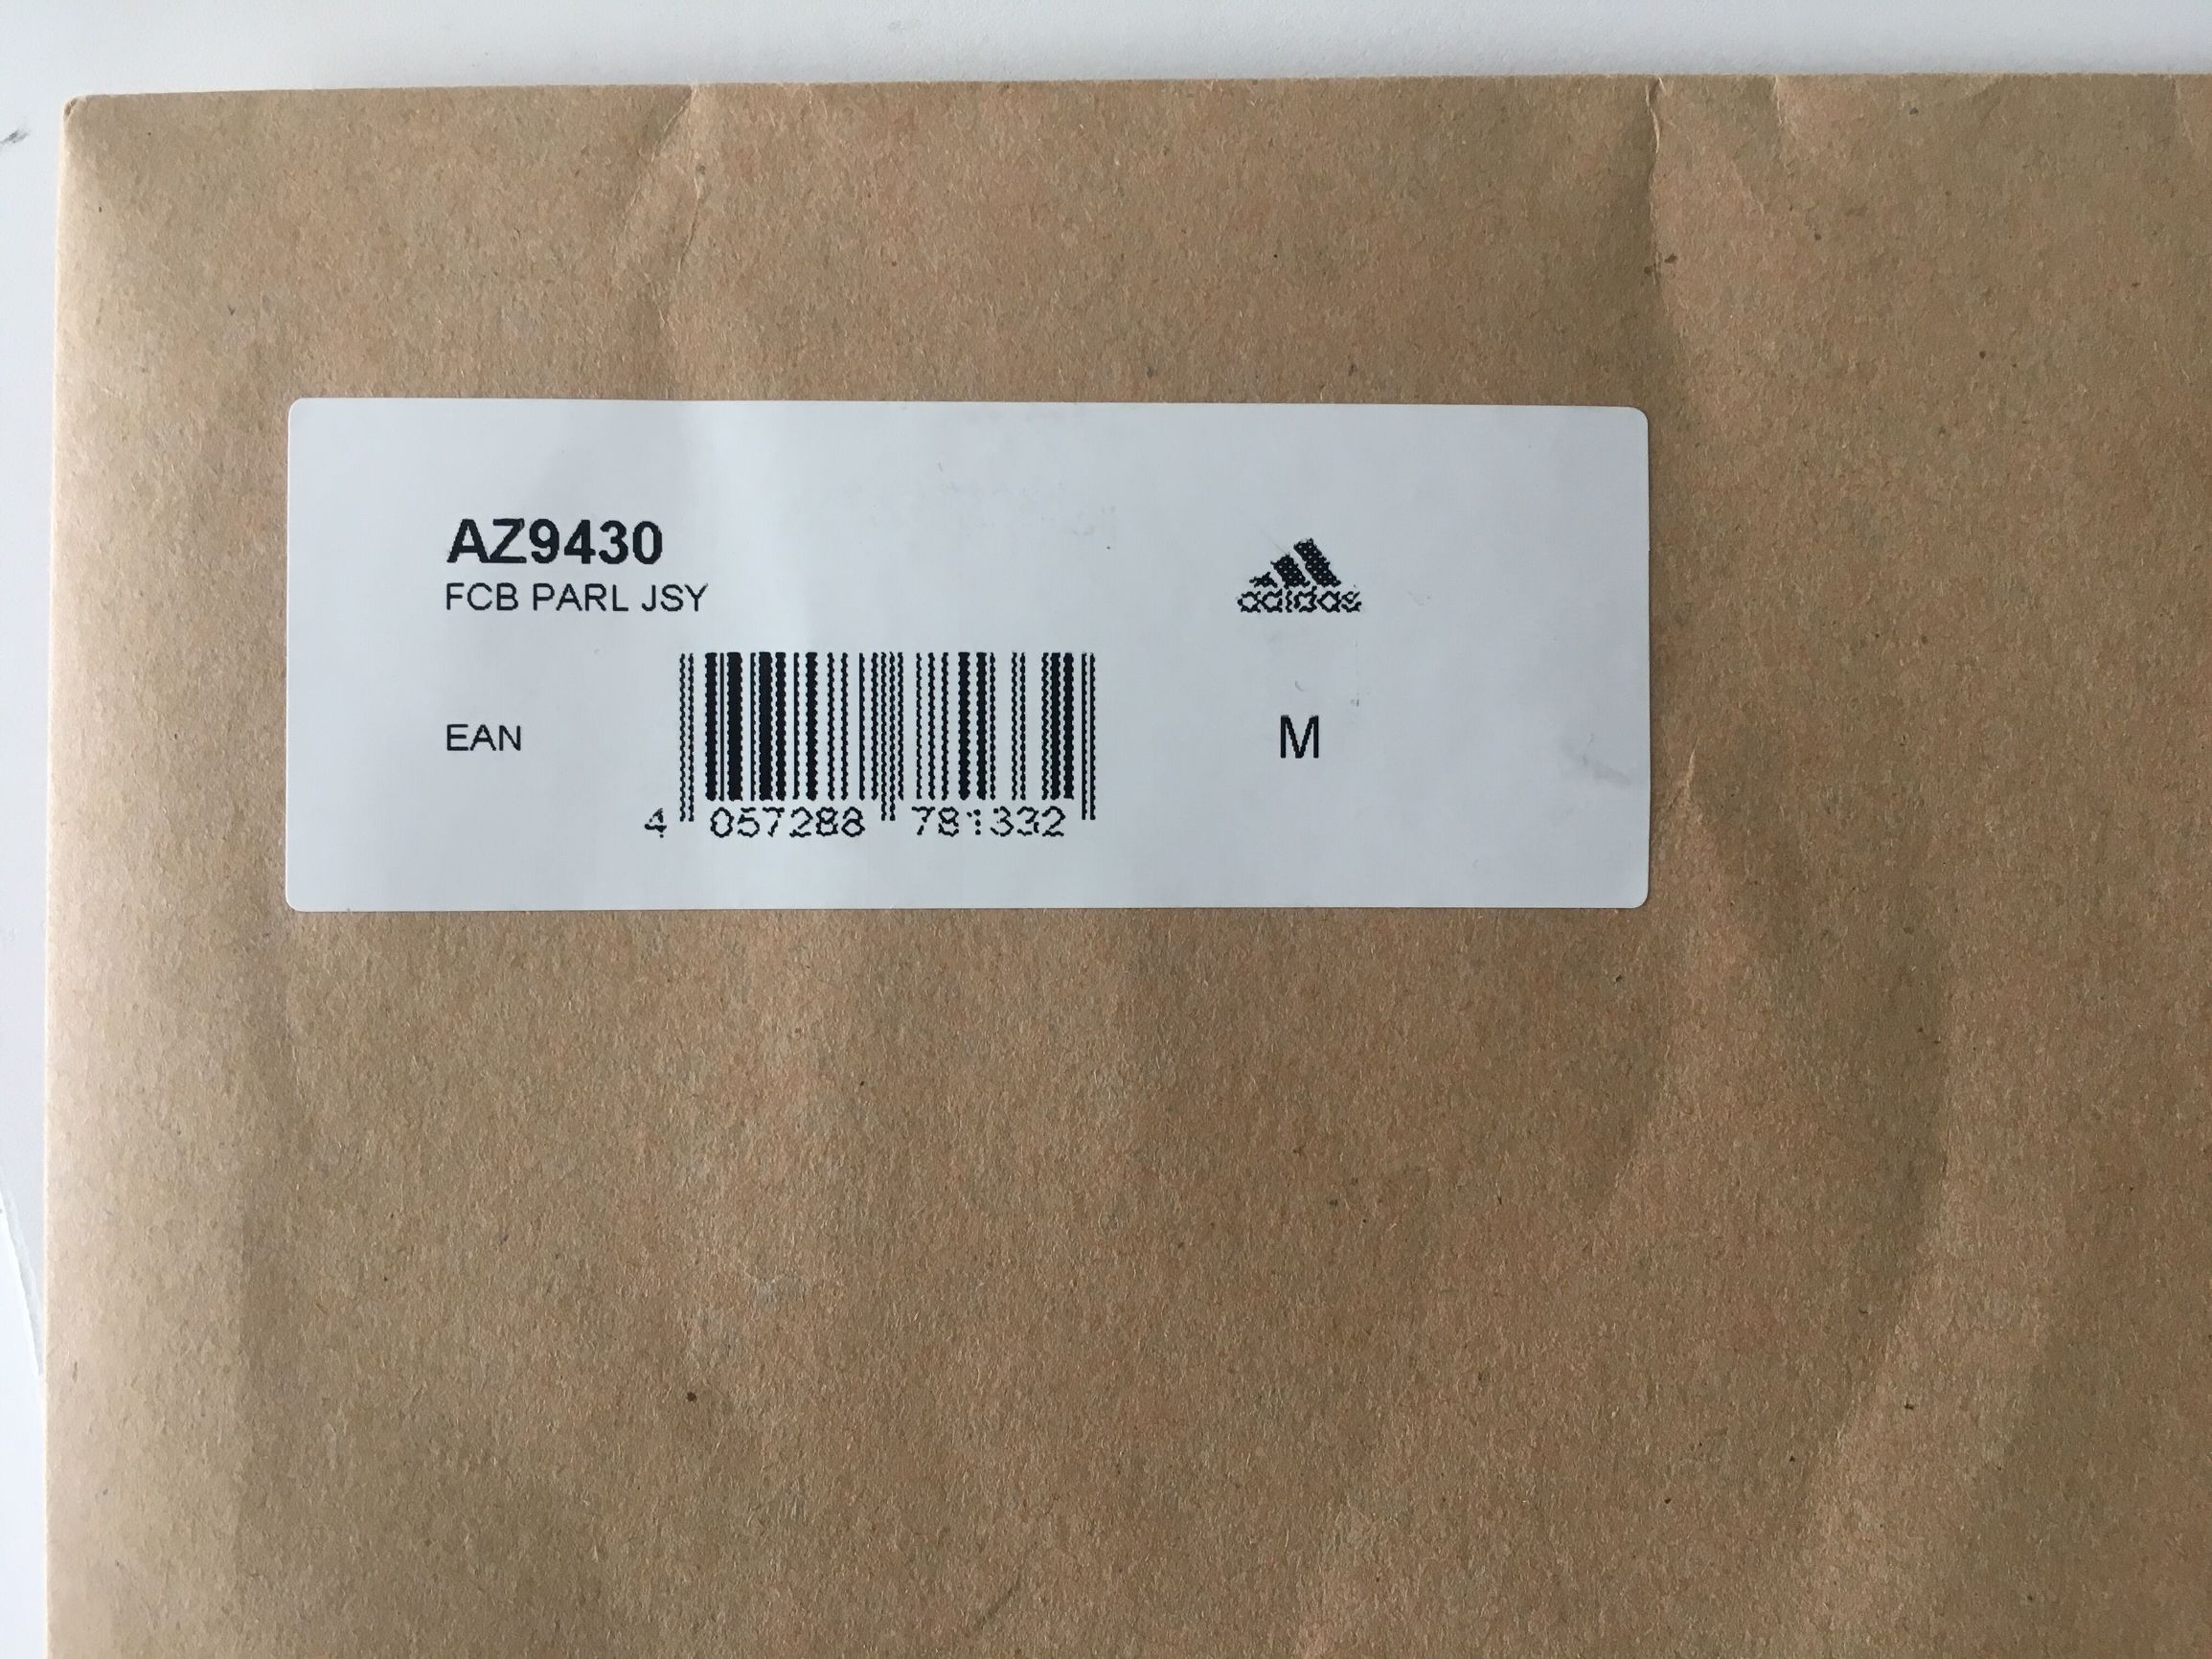 AZ9430
FCB PARL JSY
adidas
EAN
M
4 057288 781332